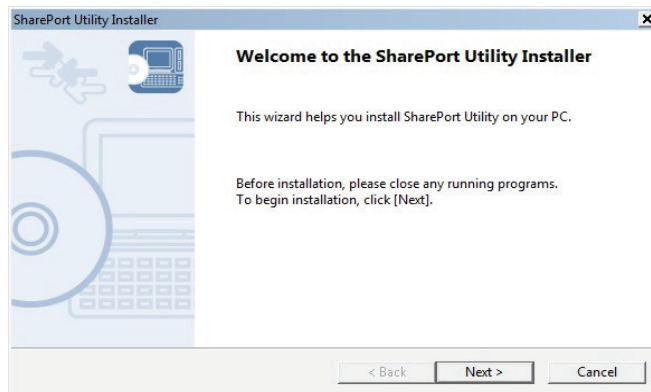 SharePort Utility Installer
Welcome to the SharePort Utility Installer
This wizard helps you install SharePort Utility on your PC.
Before installation, please close any running programs.
To begin installation, click [Next].
< Back Next > Cancel